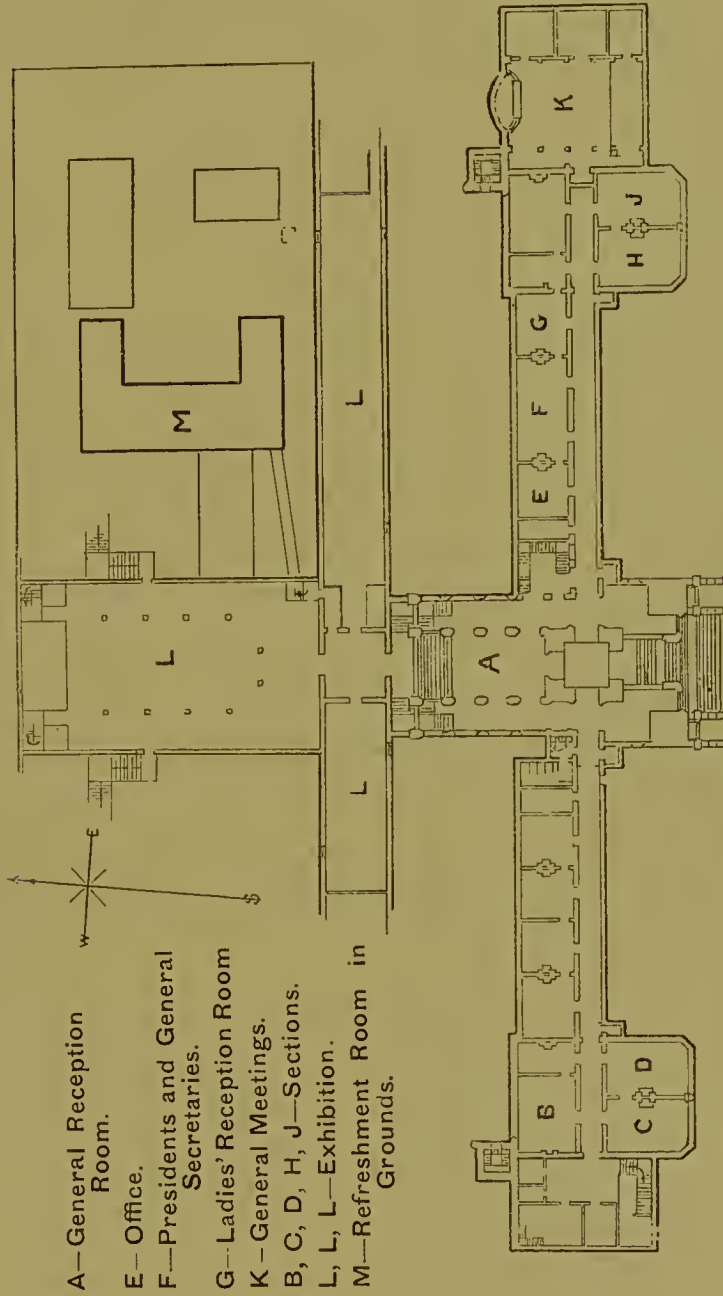 A—General Reception
Room.
E—Office.
F—Presidents and General
Secretaries.
G—Ladies' Reception Room
K—General Meetings.
B, C, D, H, J—Sections.
L, L, L—Exhibition.
M—Refreshment Room in
Grounds.
W
E
S
L
M
L
L
A
B
C
D
E
F
G
H
J
K